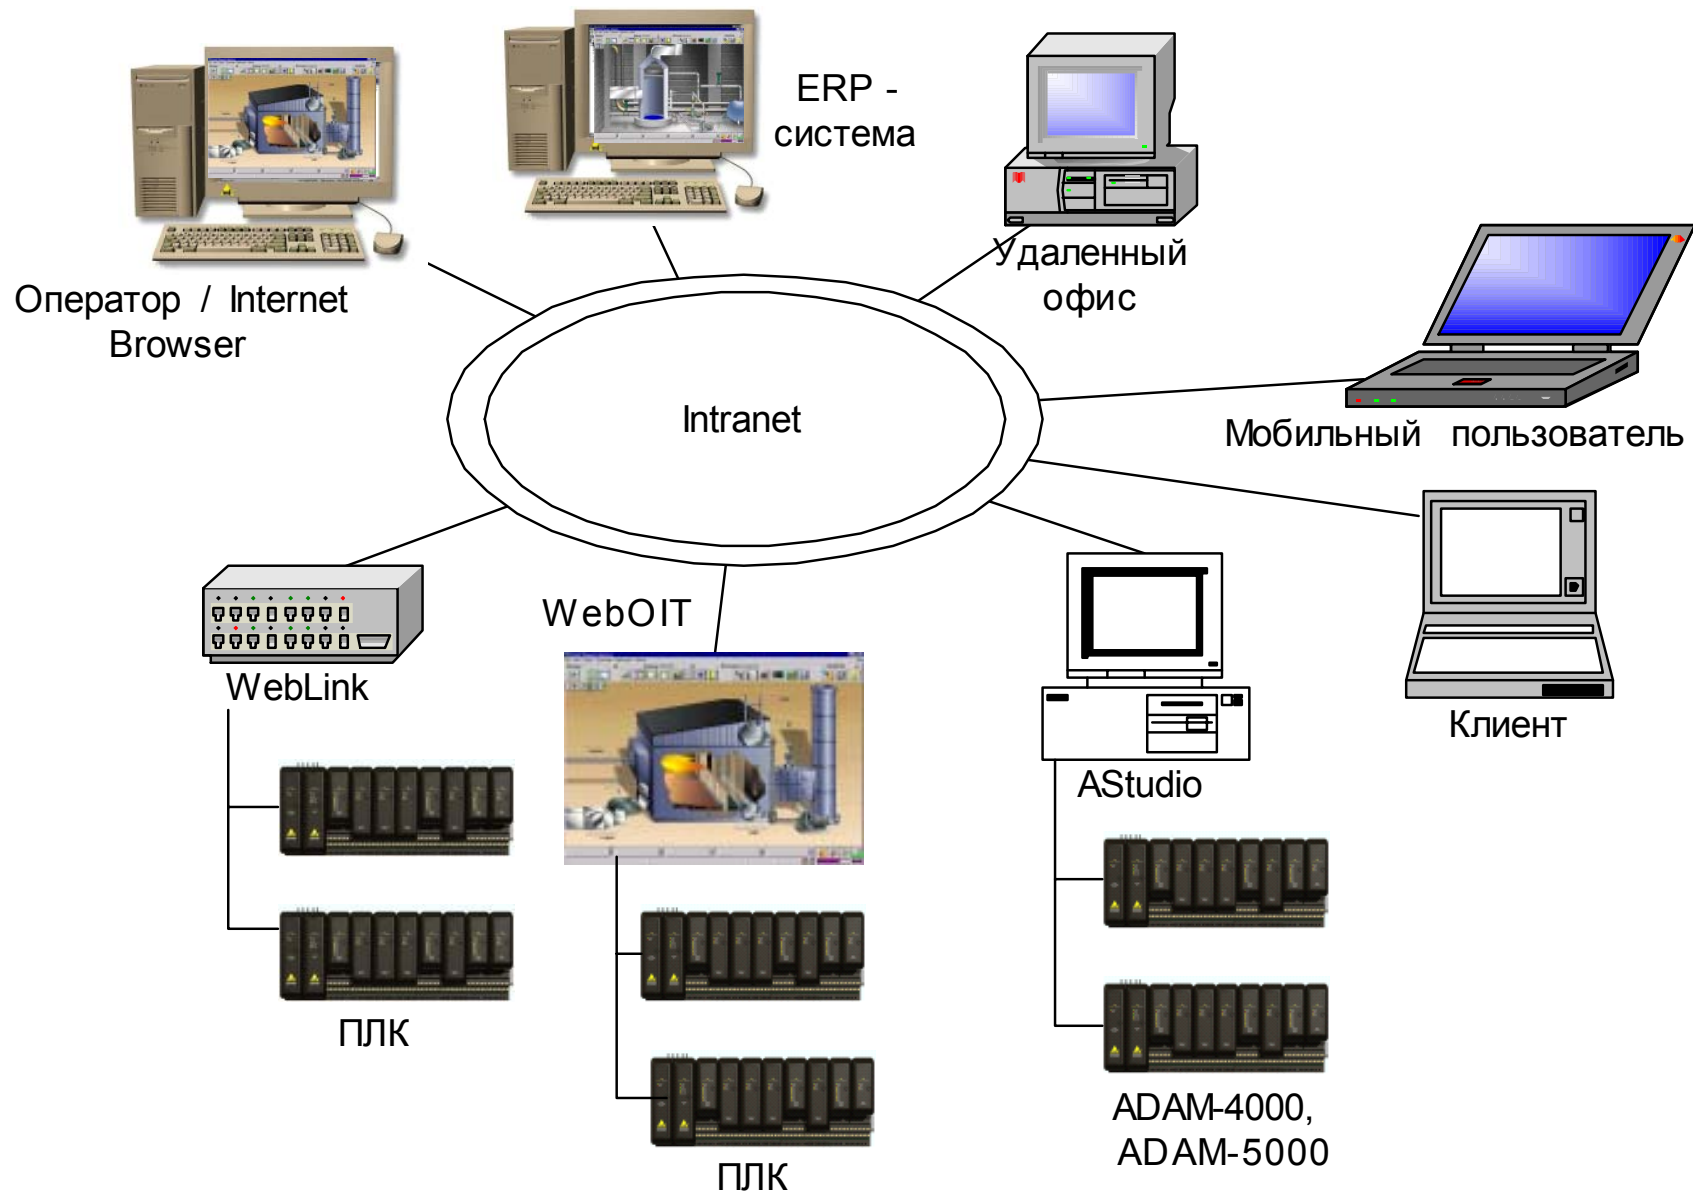 ERP -
система
Оператор / Internet
Browser
Удаленный
офис
Intranet
Мобильный пользователь
WebOIT
WebLink
Клиент
AStudio
ПЛК
ADAM-4000,
ADAM-5000
ПЛК